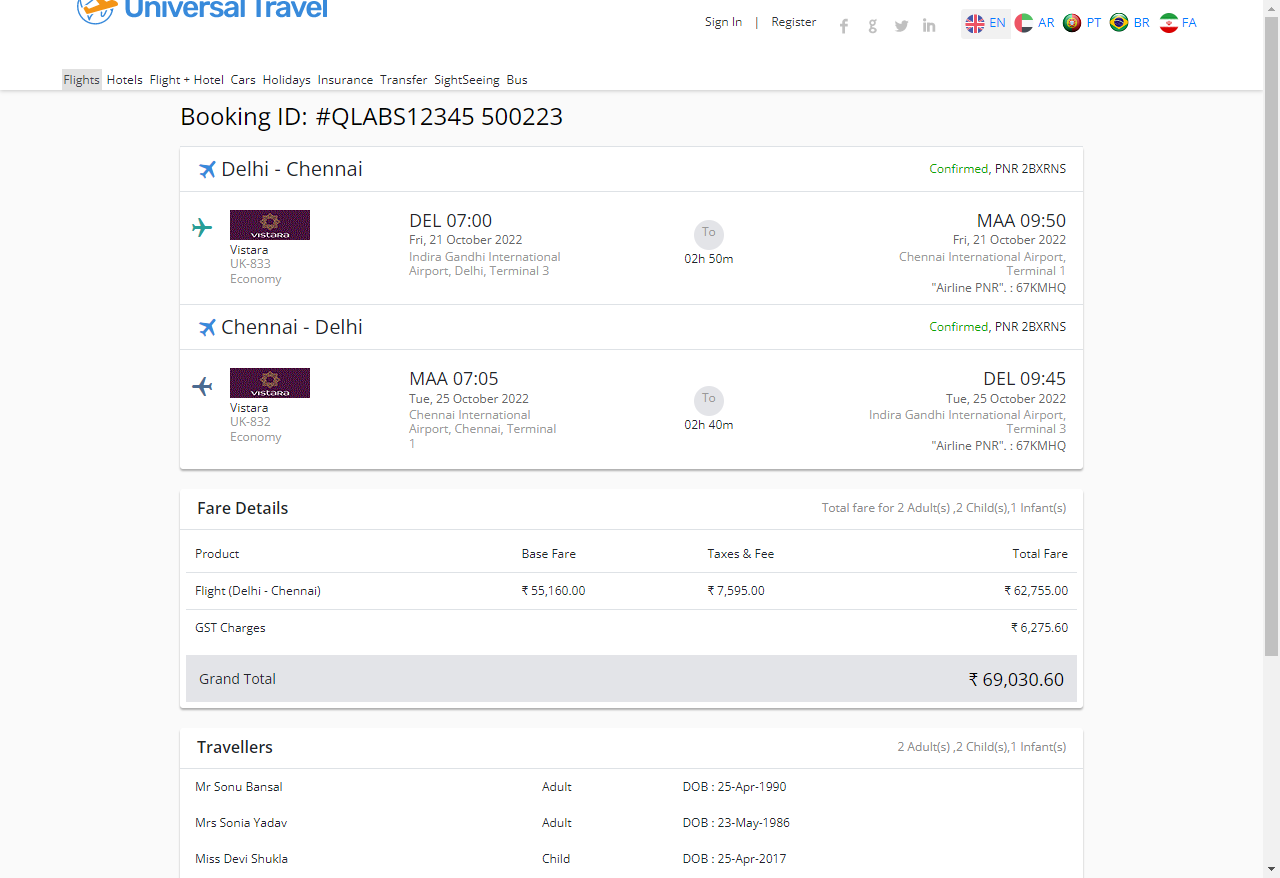 Universal Travel
Sign In | Register
EN AR PT BR FA
Flights Hotels Flight + Hotel Cars Holidays Insurance Transfer SightSeeing Bus
Booking ID: #QLABS12345 500223
Delhi - Chennai Confirmed, PNR 2BXRNS
VISTARA
Vistara
UK-833
Economy
DEL 07:00
Fri, 21 October 2022
Indira Gandhi International
Airport, Delhi, Terminal 3
To
02h 50m
MAA 09:50
Fri, 21 October 2022
Chennai International Airport,
Terminal 1
"Airline PNR". : 67KMHQ
Chennai - Delhi Confirmed, PNR 2BXRNS
VISTARA
Vistara
UK-832
Economy
MAA 07:05
Tue, 25 October 2022
Chennai International
Airport, Chennai, Terminal
1
To
02h 40m
DEL 09:45
Tue, 25 October 2022
Indira Gandhi International Airport,
Terminal 3
"Airline PNR". : 67KMHQ
Fare Details Total fare for 2 Adult(s) ,2 Child(s),1 Infant(s)
Product Base Fare Taxes & Fee Total Fare
Flight (Delhi - Chennai) ₹ 55,160.00 ₹ 7,595.00 ₹ 62,755.00
GST Charges ₹ 6,275.60
Grand Total ₹ 69,030.60
Travellers 2 Adult(s) ,2 Child(s),1 Infant(s)
Mr Sonu Bansal Adult DOB : 25-Apr-1990
Mrs Sonia Yadav Adult DOB : 23-May-1986
Miss Devi Shukla Child DOB : 25-Apr-2017